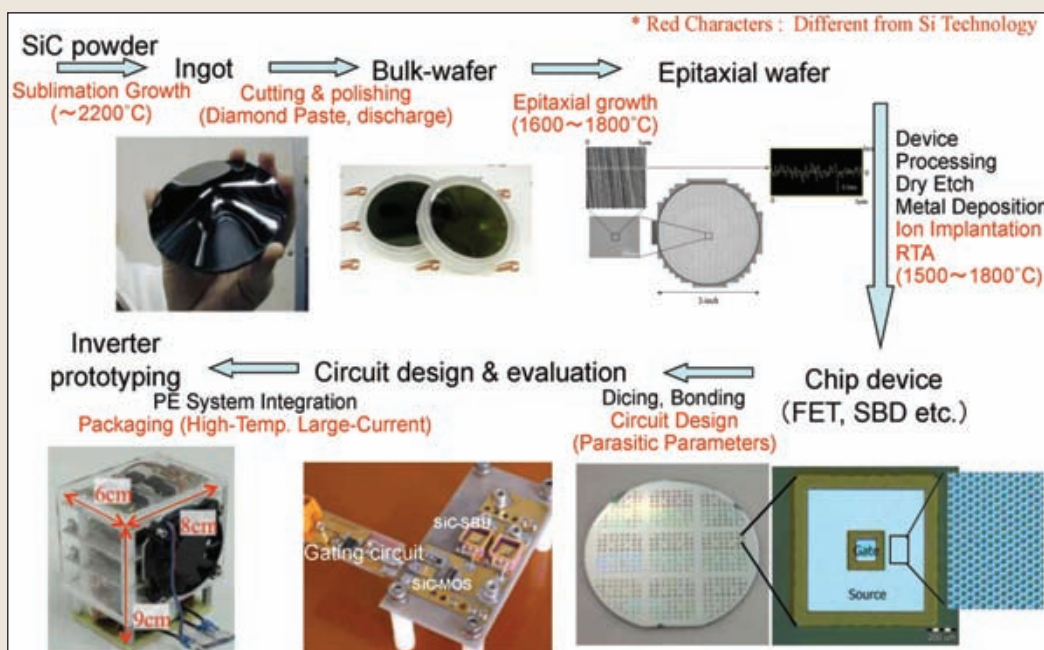 * Red Characters : Different from Si Technology
SiC powder
Ingot
Bulk-wafer
Epitaxial wafer
Sublimation Growth
(~2200°C)
Cutting & polishing
(Diamond Paste, discharge)
Epitaxial growth
(1600~1800°C)
Device
Processing
Dry Etch
Metal Deposition
Ion Implantation
RTA
(1500~1800°C)
2-inch
Inverter
prototyping
Circuit design & evaluation
Chip device
(FET, SBD etc.)
PE System Integration
Packaging (High-Temp. Large-Current)
Dicing, Bonding
Circuit Design
(Parasitic Parameters)
6cm
8cm
9cm
SiC-SBD
Gating circuit
SiC-MOS
Gate
Source